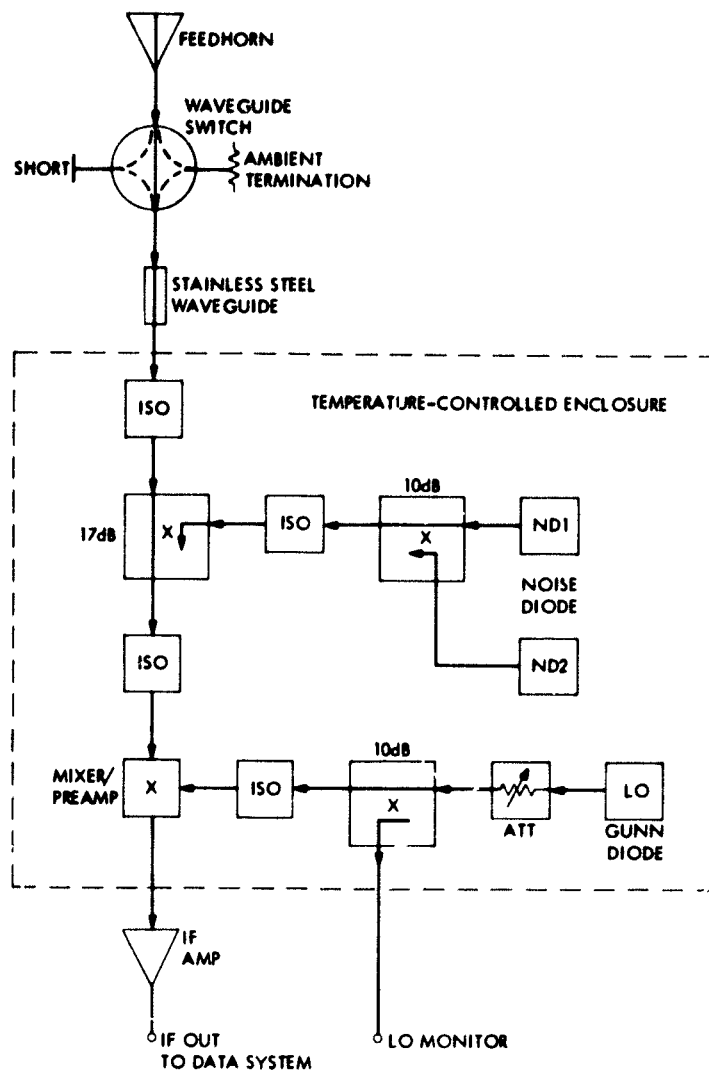 FEEDHORN
WAVEGUIDE
SWITCH
SHORT
AMBIENT
TERMINATION
STAINLESS STEEL
WAVEGUIDE
ISO
TEMPERATURE-CONTROLLED ENCLOSURE
17dB
X
ISO
10dB
X
ND1
NOISE
DIODE
ISO
ND2
MIXER/
PREAMP
X
ISO
10dB
X
ATT
LO
GUNN
DIODE
IF
AMP
IF OUT
TO DATA SYSTEM
LO MONITOR